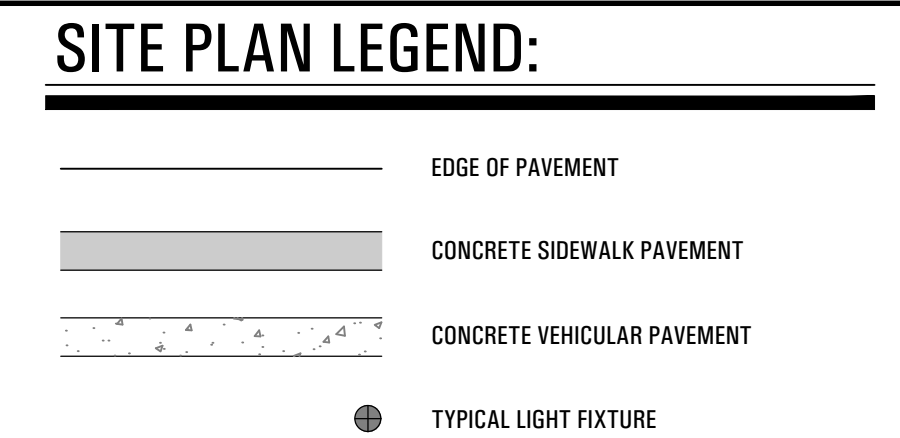 SITE PLAN LEGEND:
EDGE OF PAVEMENT
CONCRETE SIDEWALK PAVEMENT
CONCRETE VEHICULAR PAVEMENT
TYPICAL LIGHT FIXTURE